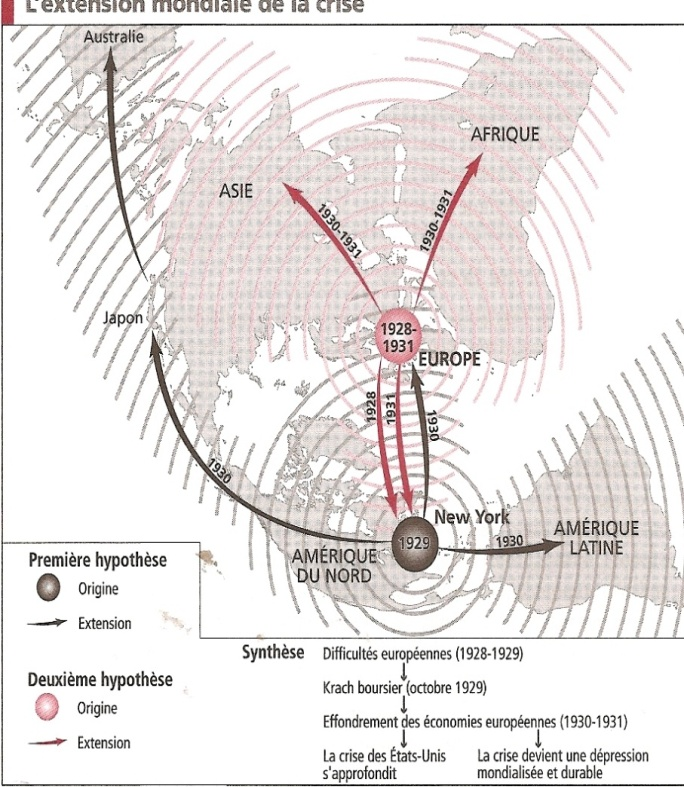 L'extension mondiale de la crise
Australie
AFRIQUE
ASIE
1930-1931
1930-1931
Japon
1928-
1931
EUROPE
1928
1931
1930
1930
New York
1929
1930
AMÉRIQUE
LATINE
AMÉRIQUE
DU NORD
Première hypothèse
Origine
Extension
Deuxième hypothèse
Origine
Extension
Synthèse
Difficultés européennes (1928-1929)
Krach boursier (octobre 1929)
Effondrement des économies européennes (1930-1931)
La crise des États-Unis
s'approfondit
La crise devient une dépression
mondialisée et durable